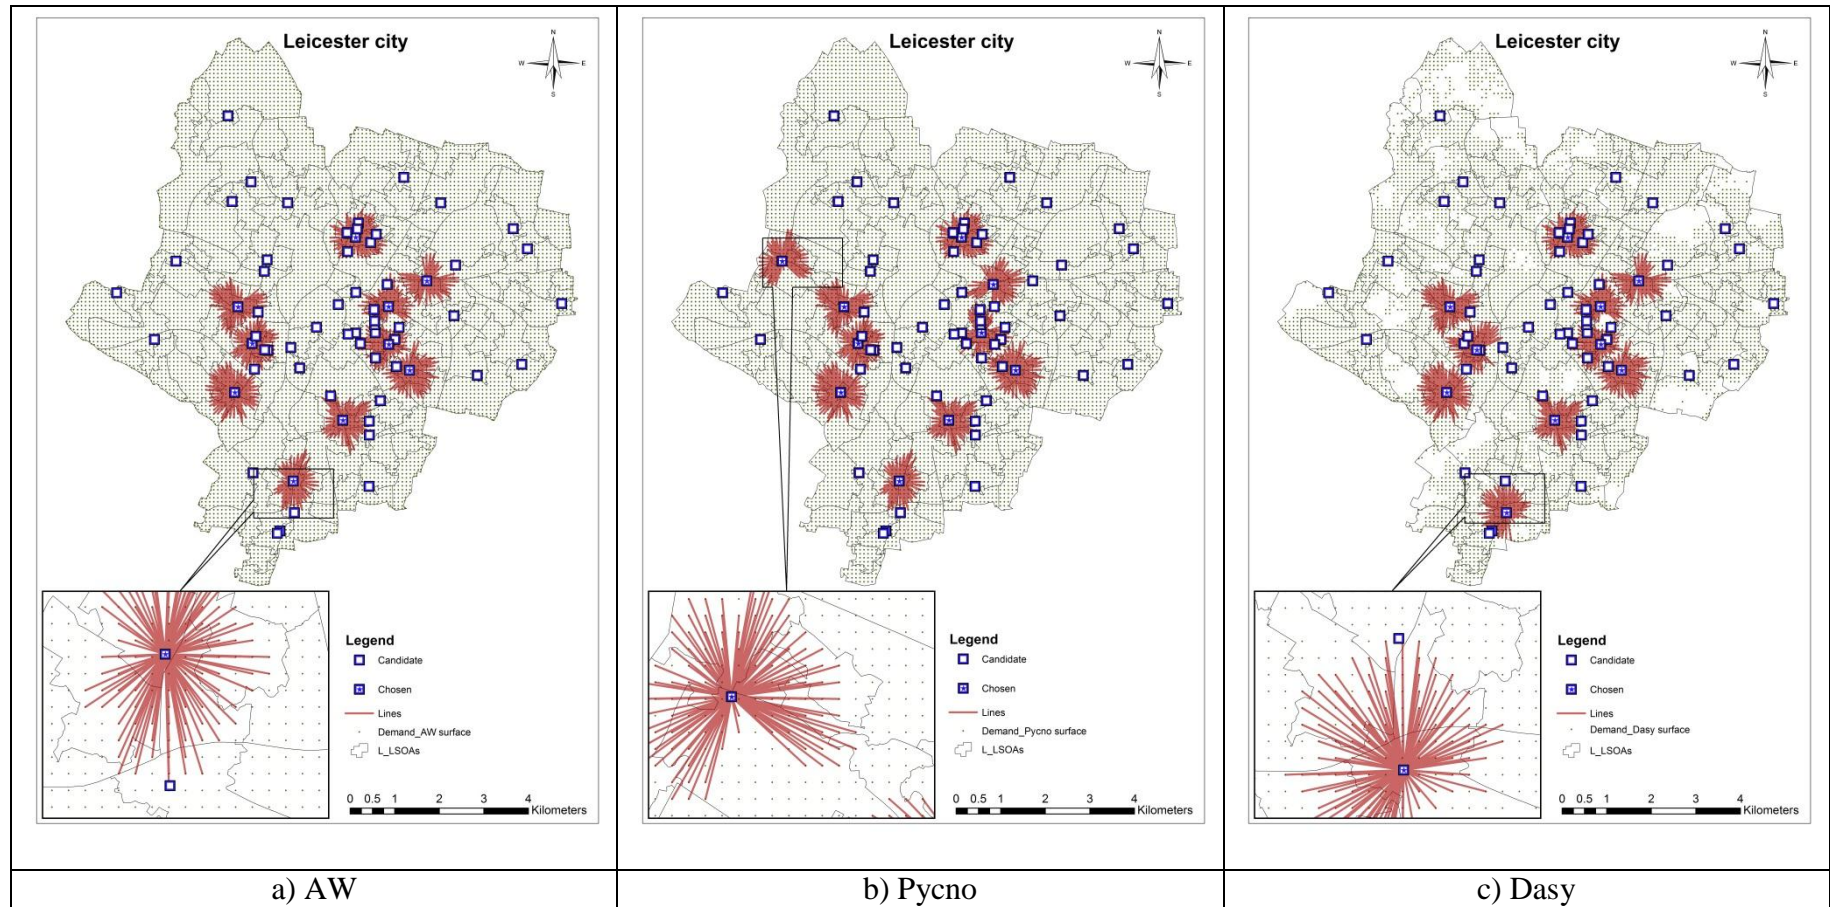 Leicester city
N
W E
S
Legend
Candidate
Chosen
Lines
Demand_AW surface
L_LSOAs
0 0.5 1 2 3 4
Kilometers
a) AW
Leicester city
N
W E
S
Legend
Candidate
Chosen
Lines
Demand_Pycno surface
L_LSOAs
0 0.5 1 2 3 4
Kilometers
b) Pycno
Leicester city
N
W E
S
Legend
Candidate
Chosen
Lines
Demand_Dasy surface
L_LSOAs
0 0.5 1 2 3 4
Kilometers
c) Dasy